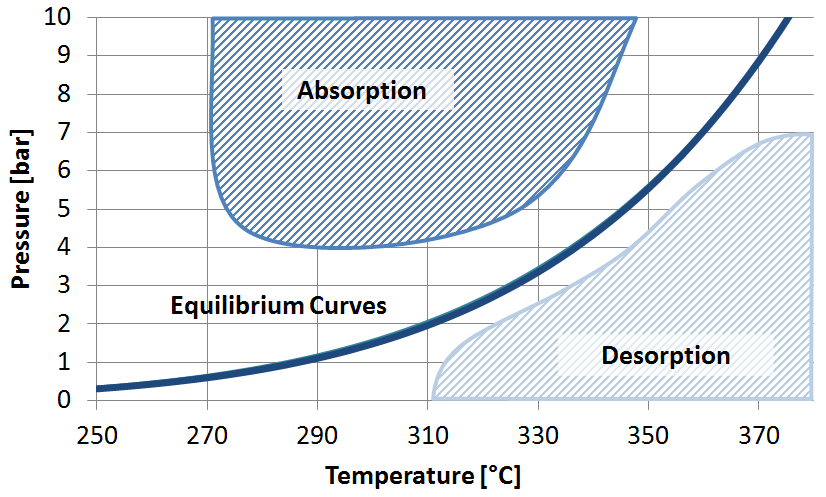 10
9
8
7
6
5
4
3
2
1
0
Pressure [bar]
Absorption
Equilibrium Curves
Desorption
250 270 290 310 330 350 370
Temperature [°C]